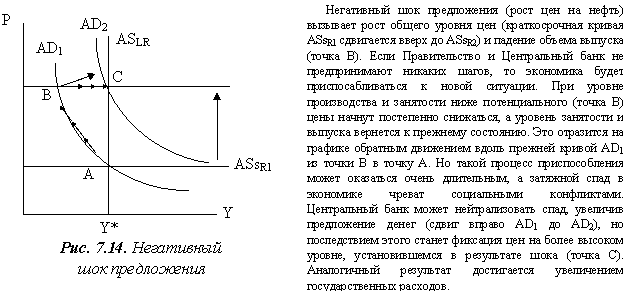 P
AD2
AD1
ASLR
B
C
A
ASSR1
Y*
Y
Рис. 7.14. Негативный
шок предложения
Негативный шок предложения (рост цен на нефть)
вызывает рост общего уровня цен (краткосрочная кривая
ASSR1 сдвигается вверх до ASSR2) и падение объема выпуска
(точка B). Если Правительство и Центральный банк не
предпринимают никаких шагов, то экономика будет
приспосабливаться к новой ситуации. При уровне
производства и занятости ниже потенциального (точка B)
цены начнут постепенно снижаться, а уровень занятости и
выпуска вернется к прежнему состоянию. Это отразится на
графике обратным движением вдоль прежней кривой AD1
из точки B в точку A. Но такой процесс приспособления
может оказаться очень длительным, а затяжной спад в
экономике чреват социальными конфликтами.
Центральный банк может нейтрализовать спад, увеличив
предложение денег (сдвиг вправо AD1 до AD2), но
последствием этого станет фиксация цен на более высоком
уровне, установившемся в результате шока (точка C).
Аналогичный результат достигается увеличением
государственных расходов.